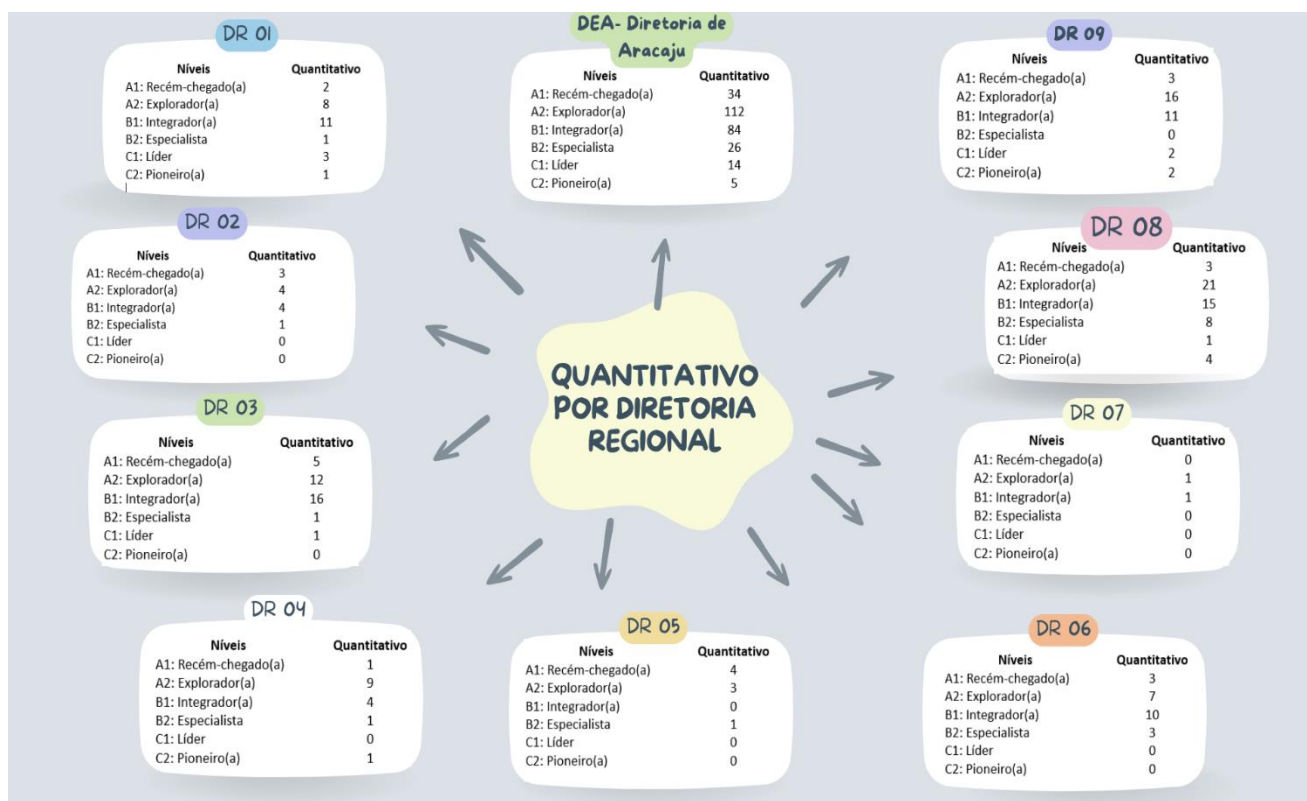 DR 01
Níveis Quantitativo
A1: Recém-chegado(a) 2
A2: Explorador(a) 8
B1: Integrador(a) 11
B2: Especialista 1
C1: Líder 3
C2: Pioneiro(a) 1
DEA- Diretoria de
Aracaju
Níveis Quantitativo
A1: Recém-chegado(a) 34
A2: Explorador(a) 112
B1: Integrador(a) 84
B2: Especialista 26
C1: Líder 14
C2: Pioneiro(a) 5
DR 09
Níveis Quantitativo
A1: Recém-chegado(a) 3
A2: Explorador(a) 16
B1: Integrador(a) 11
B2: Especialista 0
C1: Líder 2
C2: Pioneiro(a) 2
DR 02
Níveis Quantitativo
A1: Recém-chegado(a) 3
A2: Explorador(a) 4
B1: Integrador(a) 4
B2: Especialista 1
C1: Líder 0
C2: Pioneiro(a) 0
DR 08
Níveis Quantitativo
A1: Recém-chegado(a) 3
A2: Explorador(a) 21
B1: Integrador(a) 15
B2: Especialista 8
C1: Líder 1
C2: Pioneiro(a) 4
QUANTITATIVO
POR DIRETORIA
REGIONAL
DR 03
Níveis Quantitativo
A1: Recém-chegado(a) 5
A2: Explorador(a) 12
B1: Integrador(a) 16
B2: Especialista 1
C1: Líder 1
C2: Pioneiro(a) 0
DR 07
Níveis Quantitativo
A1: Recém-chegado(a) 0
A2: Explorador(a) 1
B1: Integrador(a) 1
B2: Especialista 0
C1: Líder 0
C2: Pioneiro(a) 0
DR 04
Níveis Quantitativo
A1: Recém-chegado(a) 1
A2: Explorador(a) 9
B1: Integrador(a) 4
B2: Especialista 1
C1: Líder 0
C2: Pioneiro(a) 1
DR 05
Níveis Quantitativo
A1: Recém-chegado(a) 4
A2: Explorador(a) 3
B1: Integrador(a) 0
B2: Especialista 1
C1: Líder 0
C2: Pioneiro(a) 0
DR 06
Níveis Quantitativo
A1: Recém-chegado(a) 3
A2: Explorador(a) 7
B1: Integrador(a) 10
B2: Especialista 3
C1: Líder 0
C2: Pioneiro(a) 0